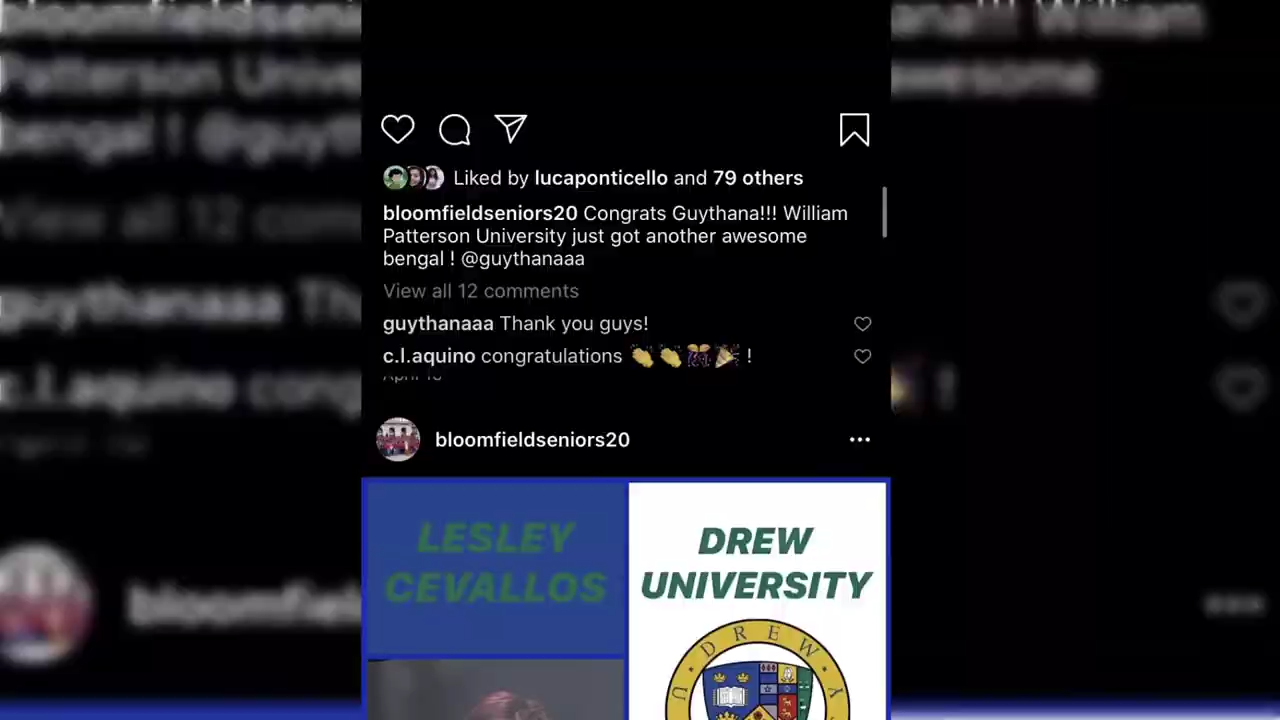 Liked by lucaponticello and 79 others
bloomfieldseniors20 Congrats Guythana!!! William
Patterson University just got another awesome
bengal ! @guythanaaa
View all 12 comments
guythanaaa Thank you guys!
c.l.aquino congratulations 👏👏🎊🎉 !
bloomfieldseniors20
LESLEY
CEVALLOS
DREW
UNIVERSITY
DREW